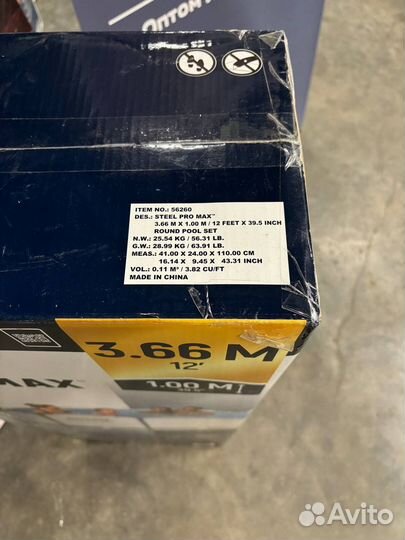 ОПТОМ
ITEM NO.: 56260
DES.: STEEL PRO MAX™
3.66 M X 1.00 M / 12 FEET X 39.5 INCH
ROUND POOL SET
N.W.: 25.54 KG / 56.31 LB.
G.W.: 28.99 KG / 63.91 LB.
MEAS.: 41.00 X 24.00 X 110.00 CM
16.14 X 9.45 X 43.31 INCH
VOL.: 0.11 M³ / 3.82 CU/FT
MADE IN CHINA
3.66 M
12'
MAX
1.00 M
Avito